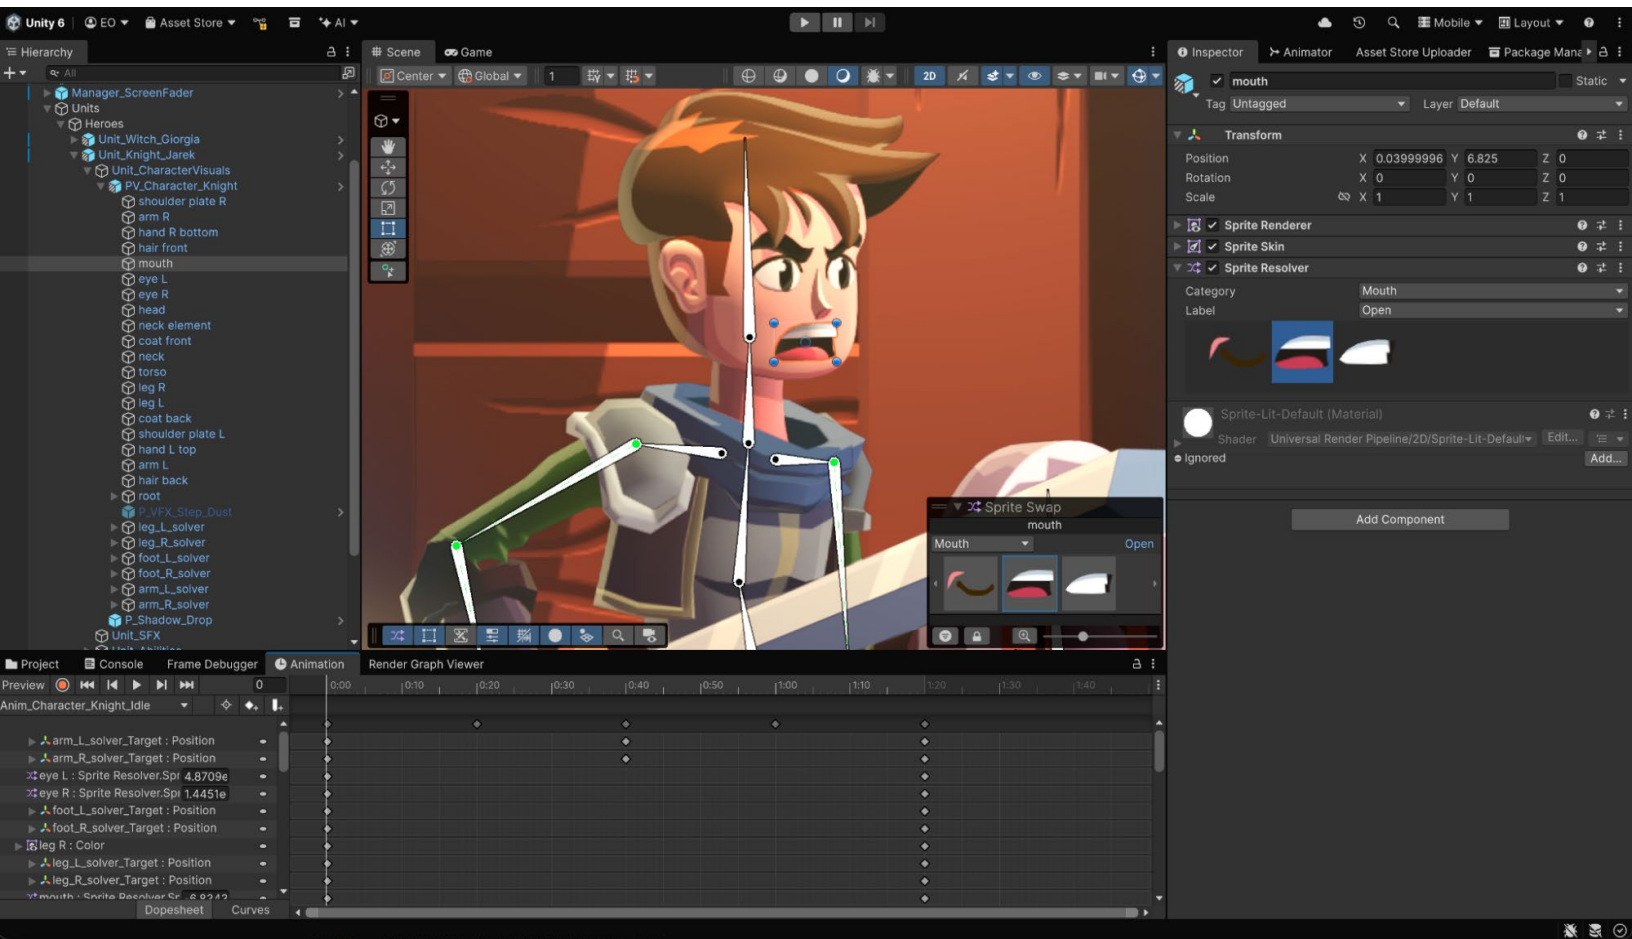 Unity 6 EO Asset Store AI Mobile Layout
Hierarchy
All
Manager_ScreenFader
Units
Heroes
Unit_Witch_Giorgia
Unit_Knight_Jarek
Unit_CharacterVisuals
PV_Character_Knight
shoulder plate R
arm R
hand R bottom
hair front
mouth
eye L
eye R
head
neck element
coat front
neck
torso
leg R
leg L
coat back
shoulder plate L
hand L top
arm L
hair back
root
P_VFX_Step_Dust
leg_L_solver
leg_R_solver
foot_L_solver
foot_R_solver
arm_L_solver
arm_R_solver
P_Shadow_Drop
Unit_SFX
Scene Game
Center Global 1 2D
Sprite Swap
mouth
Mouth Open
Inspector Animator Asset Store Uploader Package Mana
mouth Static
Tag Untagged Layer Default
Transform
Position X 0.03999996 Y 6.825 Z 0
Rotation X 0 Y 0 Z 0
Scale X 1 Y 1 Z 1
Sprite Renderer
Sprite Skin
Sprite Resolver
Category Mouth
Label Open
Sprite-Lit-Default (Material)
Shader Universal Render Pipeline/2D/Sprite-Lit-Default Edit...
Ignored Add...
Add Component
Project Console Frame Debugger Animation Render Graph Viewer
Preview 0 0:00 0:10 0:20 0:30 0:40 0:50 1:00 1:10 1:20 1:30 1:40
Anim_Character_Knight_Idle
arm_L_solver_Target : Position
arm_R_solver_Target : Position
eye L : Sprite Resolver.Spr 4.8709e
eye R : Sprite Resolver.Spr 1.4451e
foot_L_solver_Target : Position
foot_R_solver_Target : Position
leg R : Color
leg_L_solver_Target : Position
leg_R_solver_Target : Position
mouth : Sprite Resolver.Sp -6.8343
Dopesheet Curves